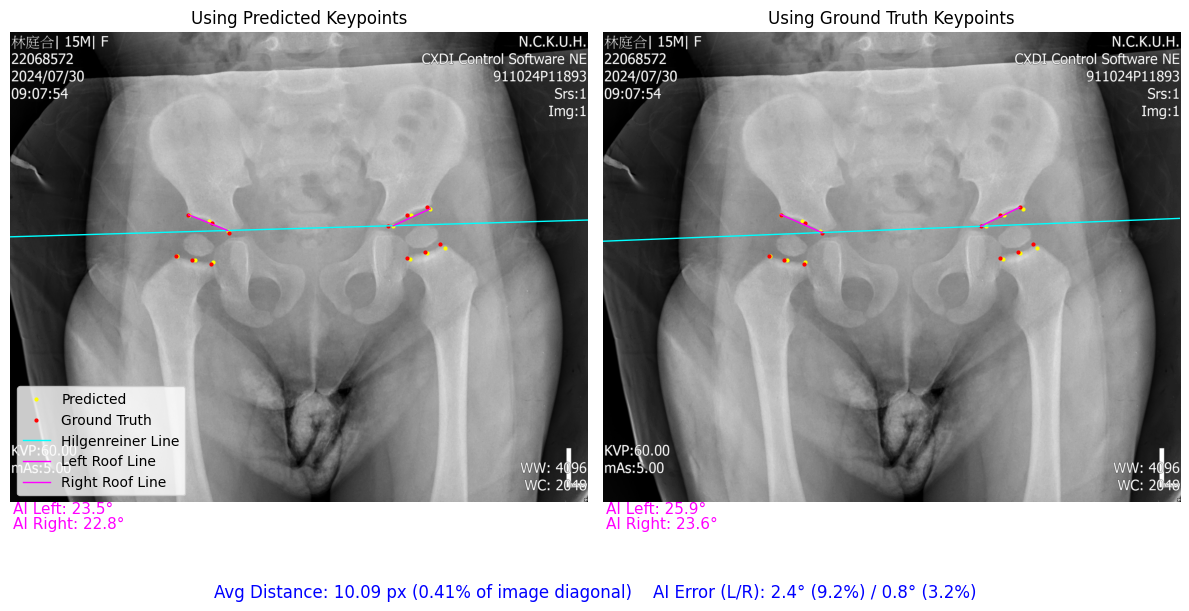 Using Predicted Keypoints
林庭合| 15M| F
22068572
2024/07/30
09:07:54
N.C.K.U.H.
CXDI Control Software NE
911024P11893
Srs:1
Img:1
Predicted
Ground Truth
Hilgenreiner Line
Left Roof Line
Right Roof Line
KVP:60.00
mAs:5.00
WW: 4096
WC: 2048
AI Left: 23.5°
AI Right: 22.8°
Using Ground Truth Keypoints
林庭合| 15M| F
22068572
2024/07/30
09:07:54
N.C.K.U.H.
CXDI Control Software NE
911024P11893
Srs:1
Img:1
KVP:60.00
mAs:5.00
WW: 4096
WC: 2048
L
AI Left: 25.9°
AI Right: 23.6°
Avg Distance: 10.09 px (0.41% of image diagonal)    AI Error (L/R): 2.4° (9.2%) / 0.8° (3.2%)